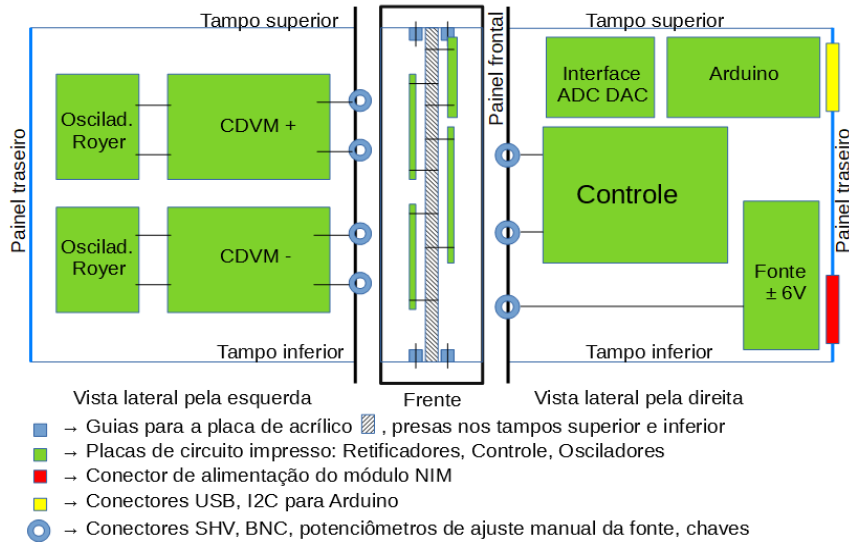 Tampo superior
Tampo superior
Painel frontal
Painel traseiro
Oscilad.
Royer
CDVM +
Interface
ADC DAC
Arduino
Controle
Painel traseiro
Oscilad.
Royer
CDVM -
Fonte
± 6V
Tampo inferior
Tampo inferior
Vista lateral pela esquerda
Frente
Vista lateral pela direita
→ Guias para a placa de acrílico , presas nos tampos superior e inferior
→ Placas de circuito impresso: Retificadores, Controle, Osciladores
→ Conector de alimentação do módulo NIM
→ Conectores USB, I2C para Arduino
→ Conectores SHV, BNC, potenciômetros de ajuste manual da fonte, chaves